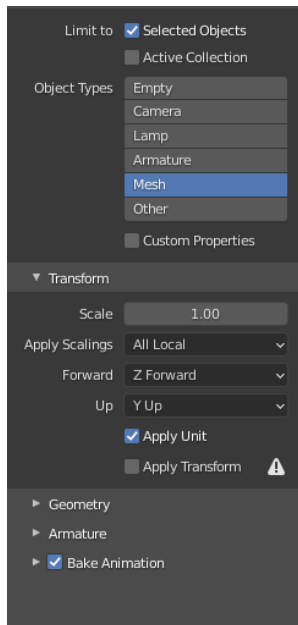 Limit to Selected Objects
Active Collection
Object Types Empty
Camera
Lamp
Armature
Mesh
Other
Custom Properties
Transform
Scale 1.00
Apply Scalings All Local
Forward Z Forward
Up Y Up
Apply Unit
Apply Transform
Geometry
Armature
Bake Animation